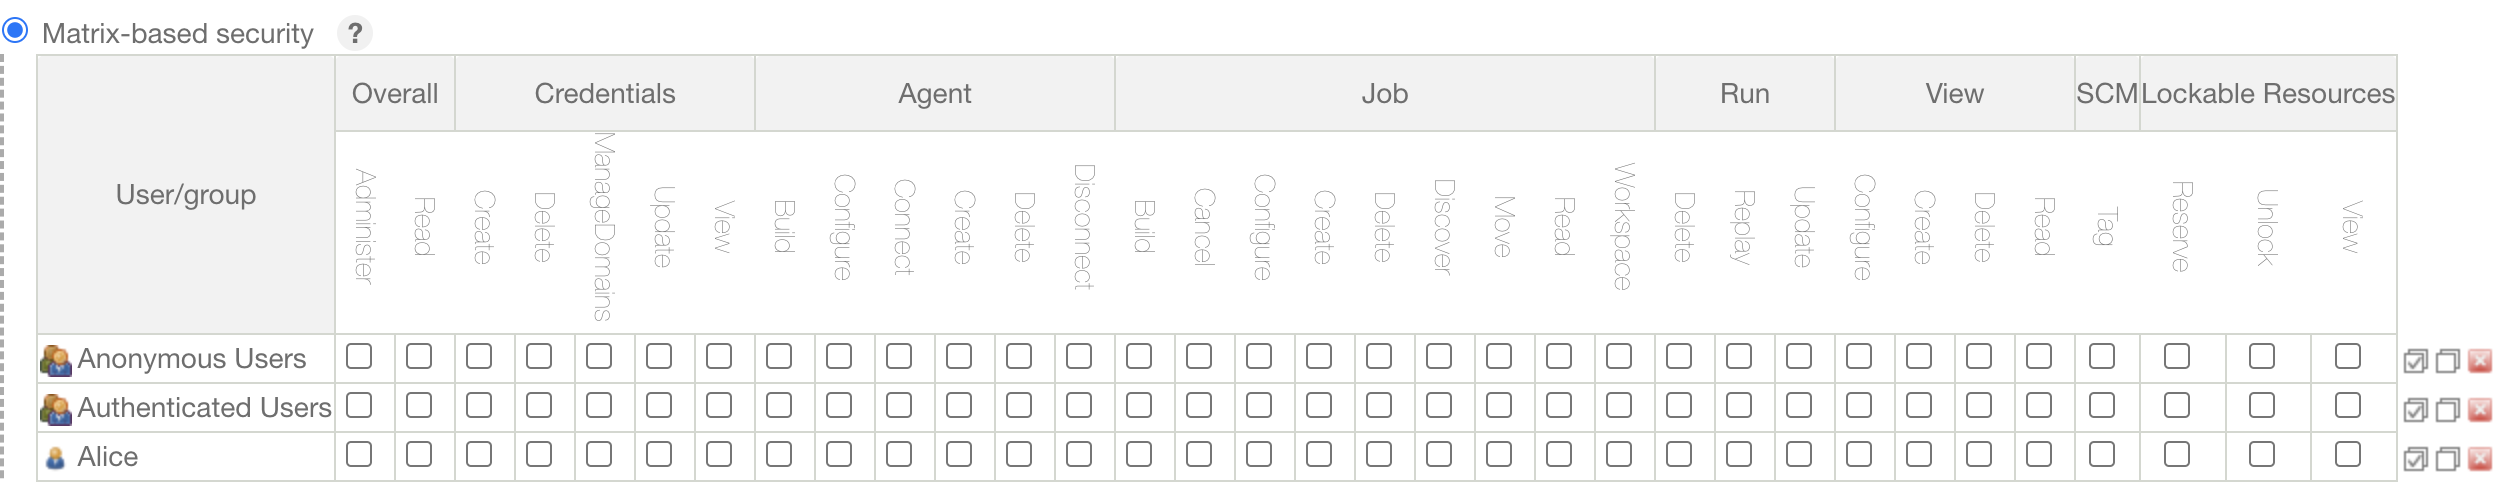 Matrix-based security ?
User/group Overall Credentials Agent Job Run View SCM Lockable Resources
Administer Read Create Delete ManageDomains Update View Build Configure Connect Create Delete Disconnect Build Cancel Configure Create Delete Discover Move Read Workspace Delete Replay Update Configure Create Delete Read Tag Reserve Unlock View
Anonymous Users
Authenticated Users
Alice